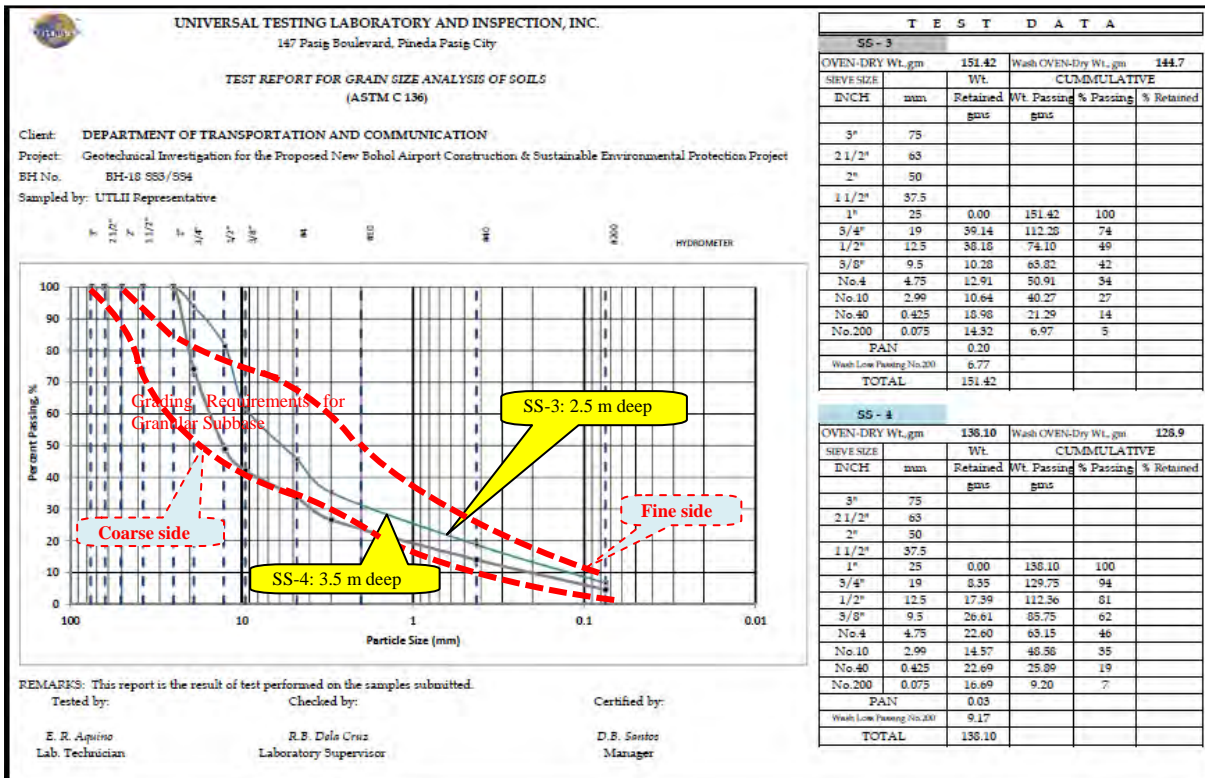 UNIVERSAL TESTING LABORATORY AND INSPECTION, INC.
147 Pasig Boulevard, Pineda Pasig City
TEST REPORT FOR GRAIN SIZE ANALYSIS OF SOILS
(ASTM C 136)
Client: DEPARTMENT OF TRANSPORTATION AND COMMUNICATION
Project: Geotechnical Investigation for the Proposed New Bohol Airport Construction & Sustainable Environmental Protection Project
BH No. BH-18 SS3/SS4
Sampled by: UTLII Representative
3" 2 1/2" 2" 1 1/2" 1" 3/4" 1/2" 3/8" #4 #10 #40 #200 HYDROMETER
100
90
80
70
60
50
40
30
20
10
0
Percent Passing, %
Grading Requirements for
Granular Subbase
SS-3: 2.5 m deep
Coarse side
Fine side
SS-4: 3.5 m deep
100 10 1 0.1 0.01
Particle Size (mm)
REMARKS: This report is the result of test performed on the samples submitted.
Tested by: Checked by: Certified by:
E. R. Aquino R.B. Dela Cruz D.B. Santos
Lab. Technician Laboratory Supervisor Manager
T E S T D A T A
SS - 3
OVEN-DRY Wt.,gm 151.42 Wash OVEN-Dry Wt., gm 144.7
SIEVE SIZE Wt. CUMMULATIVE
INCH mm Retained Wt. Passing % Passing % Retained
gms gms
3" 75
2 1/2" 63
2" 50
1 1/2" 37.5
1" 25 0.00 151.42 100
3/4" 19 39.14 112.28 74
1/2" 12.5 38.18 74.10 49
3/8" 9.5 10.28 63.82 42
No.4 4.75 12.91 50.91 34
No.10 2.99 10.64 40.27 27
No.40 0.425 18.98 21.29 14
No.200 0.075 14.32 6.97 5
PAN 0.20
Wash Loss Passing No.200 6.77
TOTAL 151.42
SS - 4
OVEN-DRY Wt.,gm 138.10 Wash OVEN-Dry Wt., gm 128.9
SIEVE SIZE Wt. CUMMULATIVE
INCH mm Retained Wt. Passing % Passing % Retained
gms gms
3" 75
2 1/2" 63
2" 50
1 1/2" 37.5
1" 25 0.00 138.10 100
3/4" 19 8.35 129.75 94
1/2" 12.5 17.39 112.36 81
3/8" 9.5 26.61 85.75 62
No.4 4.75 22.60 63.15 46
No.10 2.99 14.57 48.58 35
No.40 0.425 22.69 25.89 19
No.200 0.075 16.69 9.20 7
PAN 0.03
Wash Loss Passing No.200 9.17
TOTAL 138.10